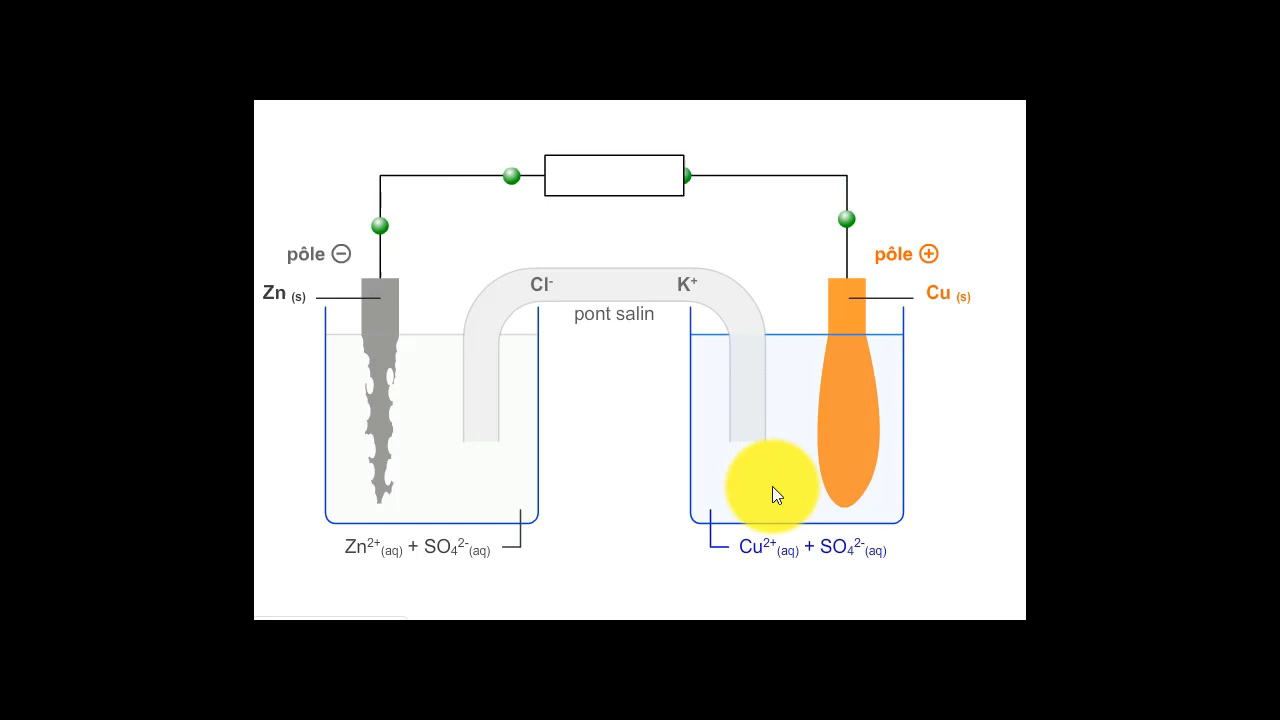 pôle ⊖
pôle ⊕
Zn (s)
Cu (s)
Cl⁻
K⁺
pont salin
Zn²⁺(aq) + SO₄²⁻(aq)
Cu²⁺(aq) + SO₄²⁻(aq)